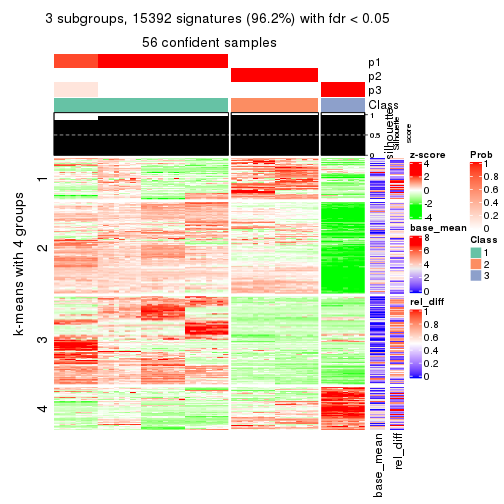 3 subgroups, 15392 signatures (96.2%) with fdr < 0.05
56 confident samples
p1
p2
p3
Class
1
0.5
0
silhouette
Silhouette
score
k-means with 4 groups
1
2
3
4
base_mean
rel_diff
z-score
4
2
0
-2
-4
base_mean
8
6
4
2
0
rel_diff
1
0.8
0.6
0.4
0.2
0
Prob
1
0.8
0.6
0.4
0.2
0
Class
1
2
3